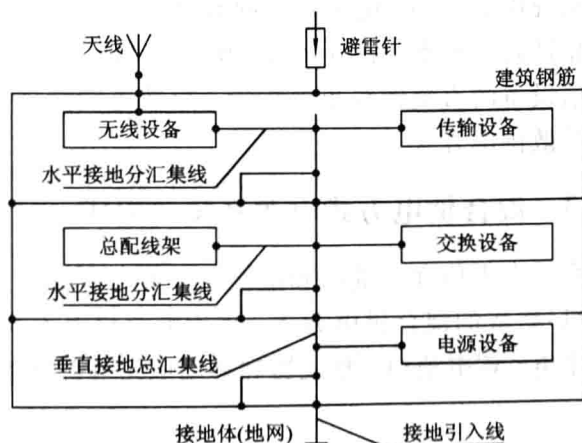 天线
避雷针
建筑钢筋
无线设备
传输设备
水平接地分汇集线
总配线架
交换设备
水平接地分汇集线
电源设备
垂直接地总汇集线
接地体(地网)
接地引入线